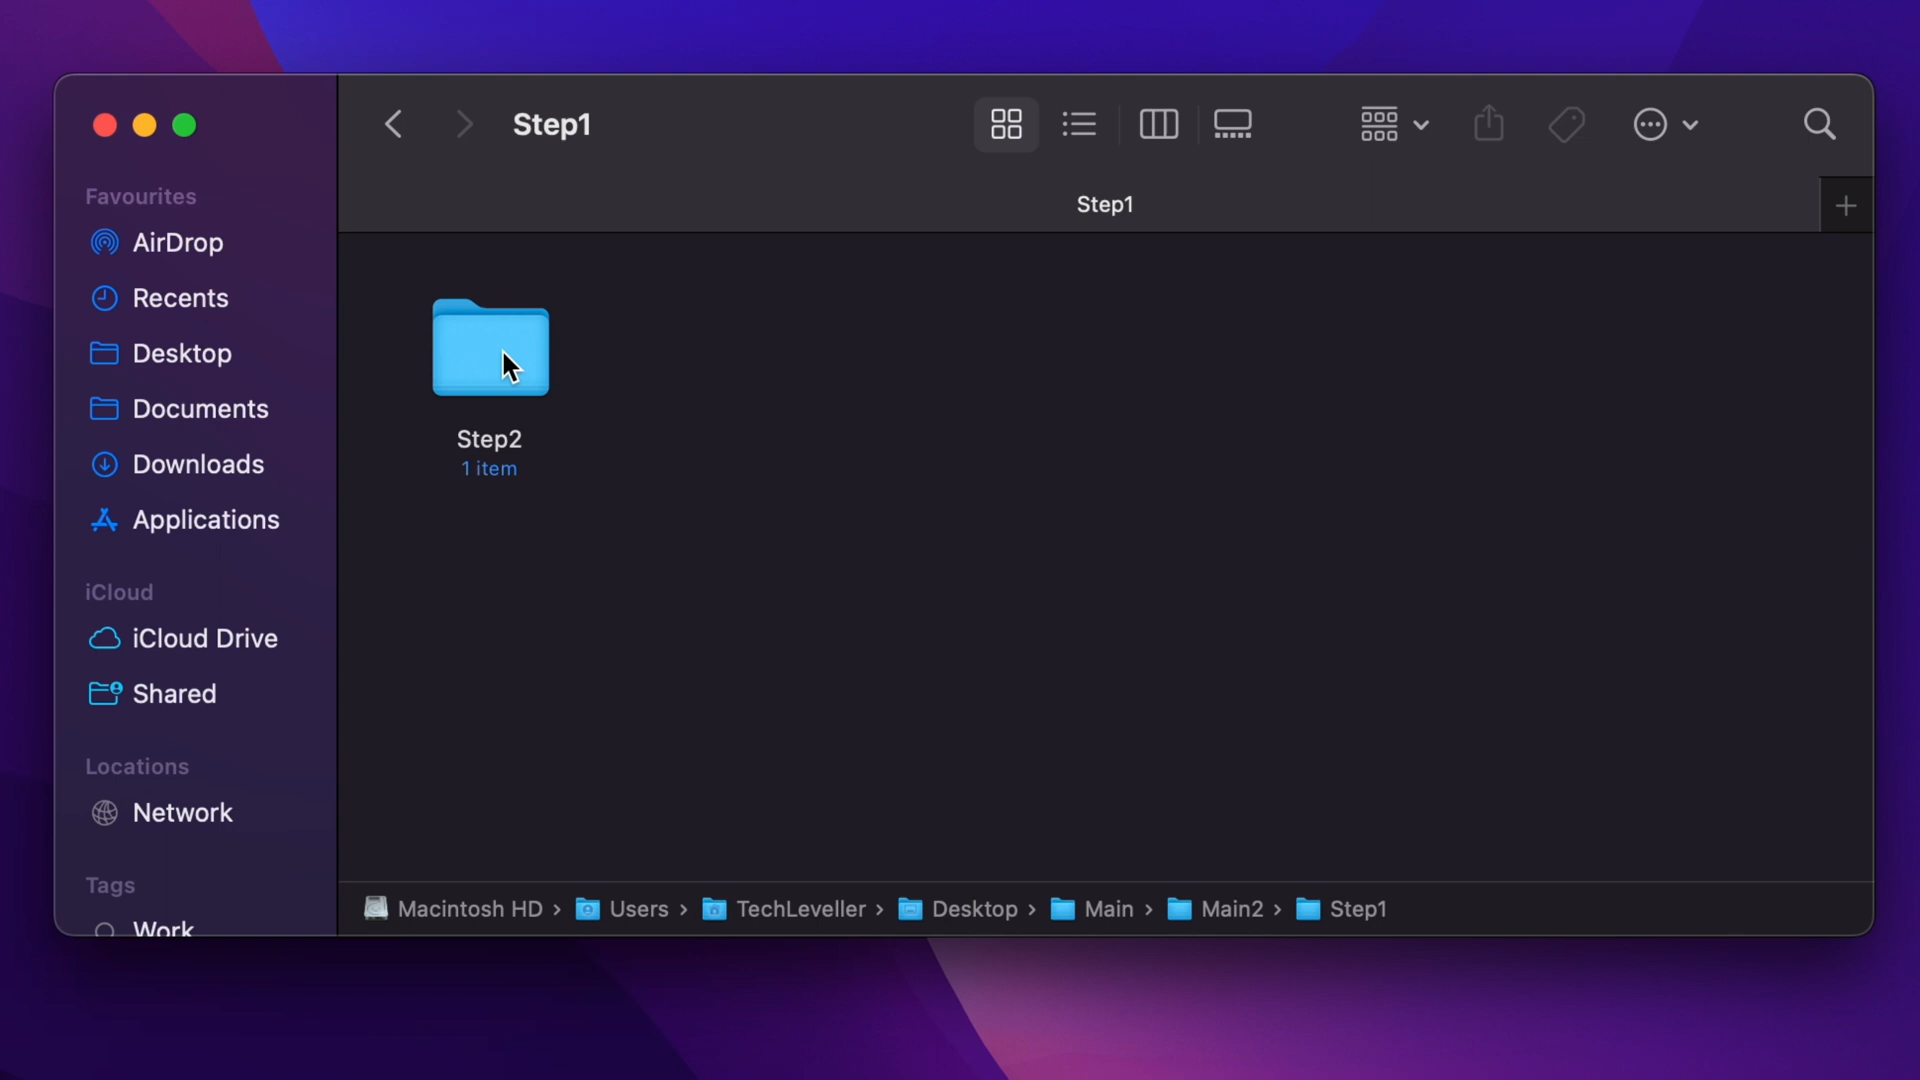 Step1
Step1
Favourites
AirDrop
Recents
Desktop
Documents
Downloads
Applications
iCloud
iCloud Drive
Shared
Locations
Network
Tags
Work
Step2
1 item
Macintosh HD › Users › TechLeveller › Desktop › Main › Main2 › Step1